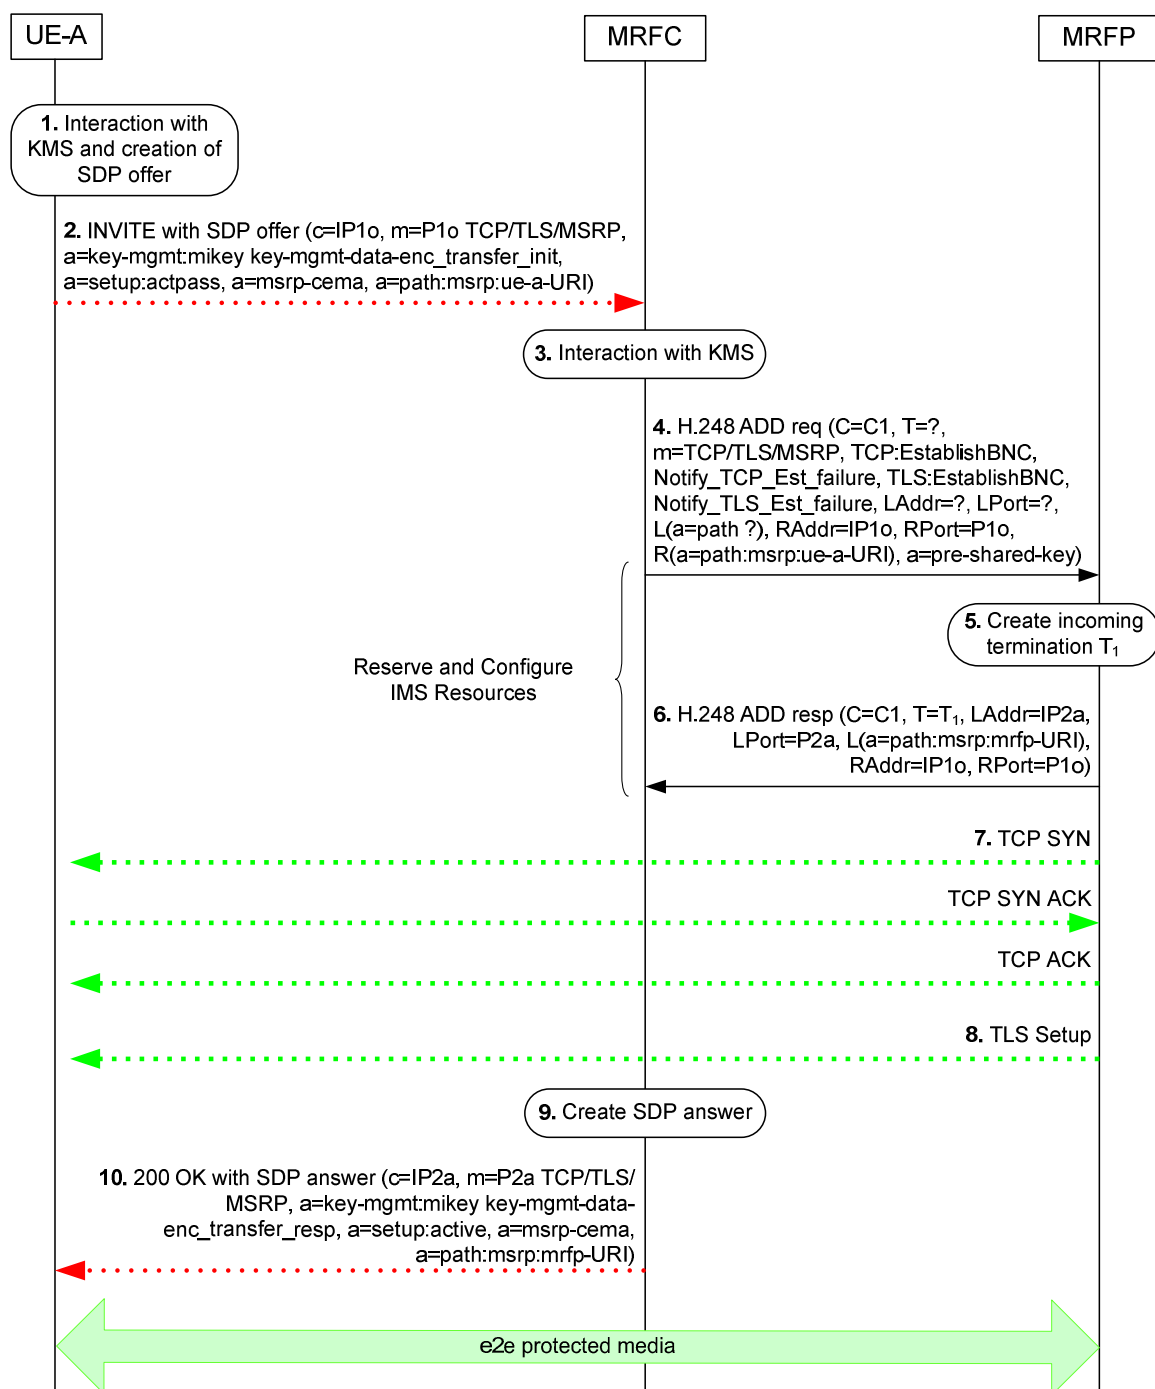 UE-A
MRFC
MRFP
1. Interaction with
KMS and creation of
SDP offer
2. INVITE with SDP offer (c=IP1o, m=P1o TCP/TLS/MSRP,
a=key-mgmt:mikey key-mgmt-data-enc_transfer_init,
a=setup:actpass, a=msrp-cema, a=path:msrp:ue-a-URI)
3. Interaction with KMS
4. H.248 ADD req (C=C1, T=?,
m=TCP/TLS/MSRP, TCP:EstablishBNC,
Notify_TCP_Est_failure, TLS:EstablishBNC,
Notify_TLS_Est_failure, LAddr=?, LPort=?,
L(a=path ?), RAddr=IP1o, RPort=P1o,
R(a=path:msrp:ue-a-URI), a=pre-shared-key)
5. Create incoming
termination T₁
Reserve and Configure
IMS Resources
6. H.248 ADD resp (C=C1, T=T₁, LAddr=IP2a,
LPort=P2a, L(a=path:msrp:mrfp-URI),
RAddr=IP1o, RPort=P1o)
7. TCP SYN
TCP SYN ACK
TCP ACK
8. TLS Setup
9. Create SDP answer
10. 200 OK with SDP answer (c=IP2a, m=P2a TCP/TLS/
MSRP, a=key-mgmt:mikey key-mgmt-data-
enc_transfer_resp, a=setup:active, a=msrp-cema,
a=path:msrp:mrfp-URI)
e2e protected media